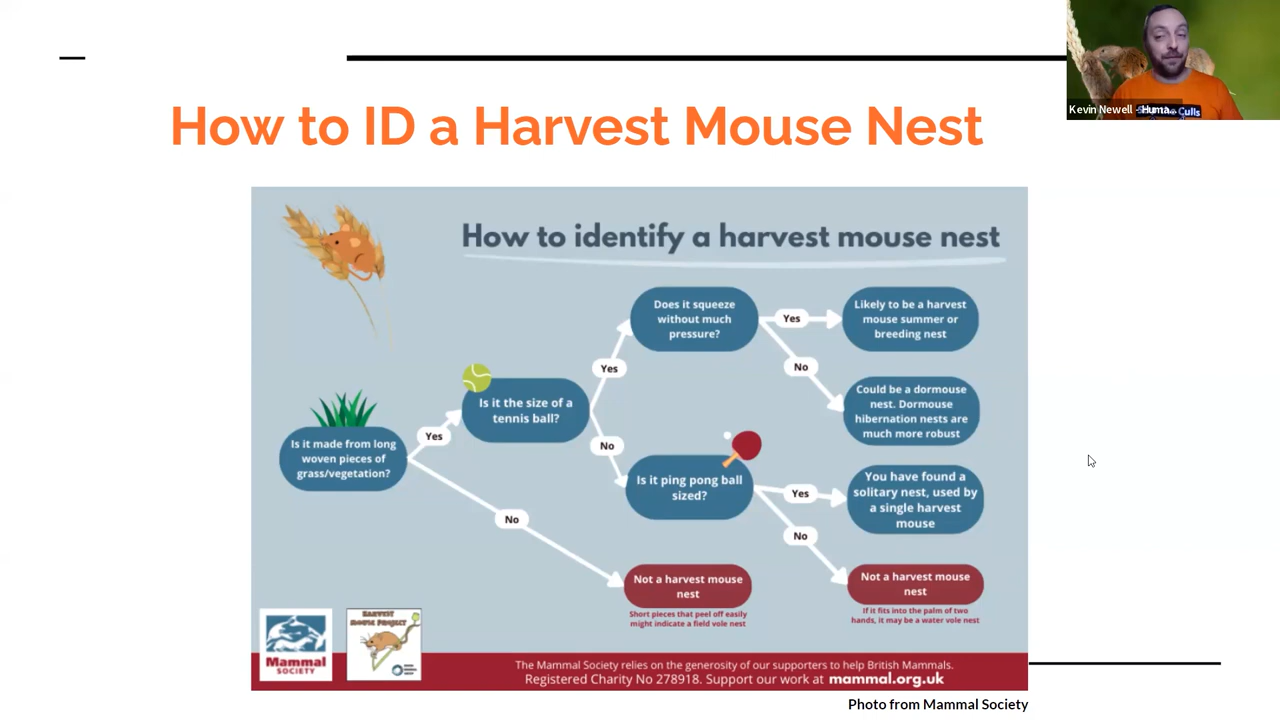 Kevin Newell - Huma...
Culls
How to ID a Harvest Mouse Nest
How to identify a harvest mouse nest
Does it squeeze
without much
pressure?
Yes
Likely to be a harvest
mouse summer or
breeding nest
No
Could be a dormouse
nest. Dormouse
hibernation nests are
much more robust
Yes
Is it the size of a
tennis ball?
No
Is it made from long
woven pieces of
grass/vegetation?
Yes
Is it ping pong ball
sized?
Yes
You have found a
solitary nest, used by
a single harvest
mouse
No
No
Not a harvest mouse
nest
Short pieces that peel off easily
might indicate a field vole nest
Not a harvest mouse
nest
If it fits into the palm of two
hands, it may be a water vole nest
Mammal
SOCIETY
HARVEST
MOUSE PROJECT
The Mammal Society relies on the generosity of our supporters to help British Mammals.
Registered Charity No 278918. Support our work at mammal.org.uk
Photo from Mammal Society